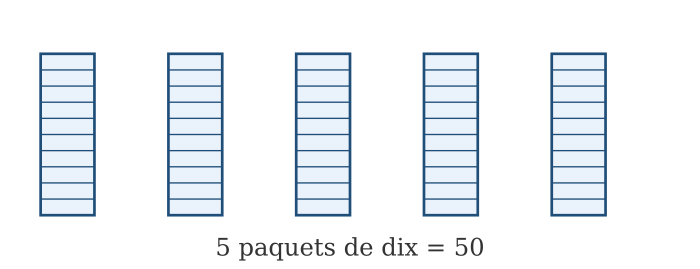 5 paquets de dix = 50